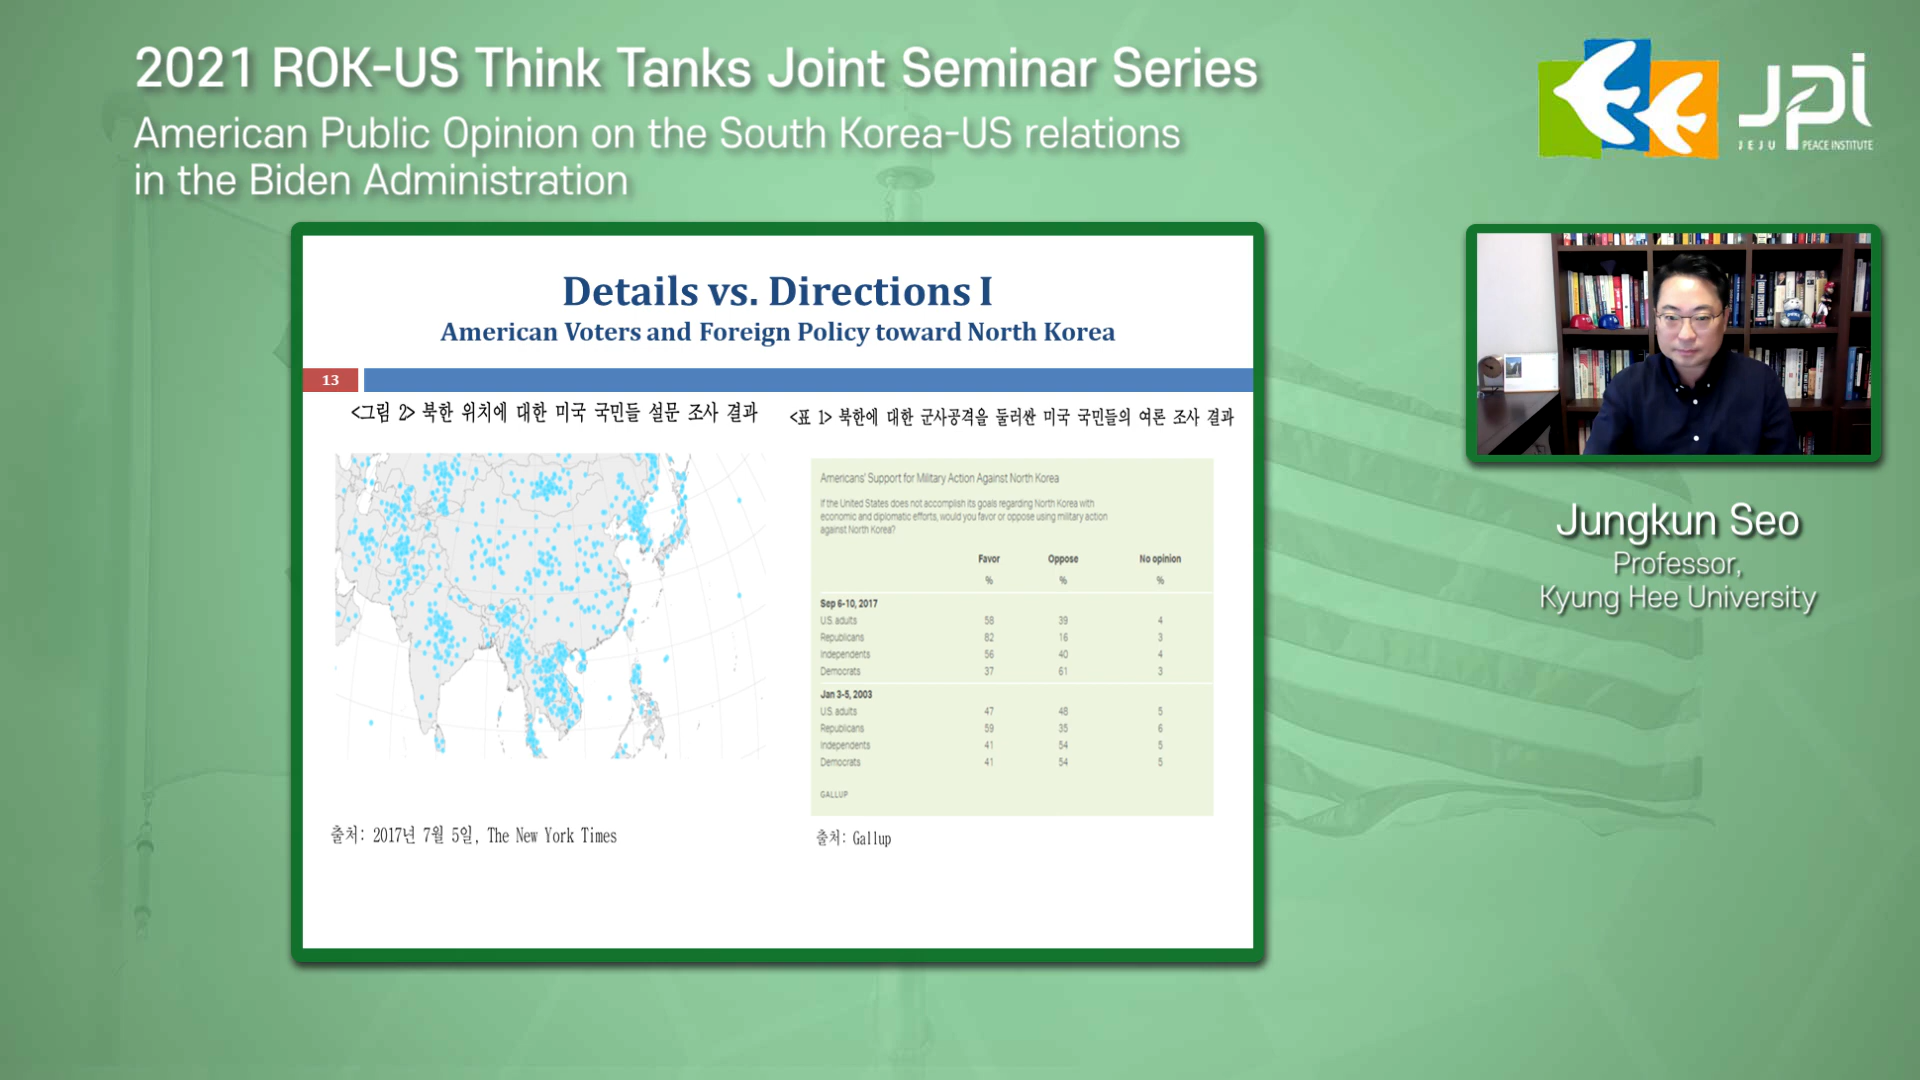 2021 ROK-US Think Tanks Joint Seminar Series
American Public Opinion on the South Korea-US relations
in the Biden Administration
JPI
JEJU PEACE INSTITUTE
Details vs. Directions I
American Voters and Foreign Policy toward North Korea
13
<그림 2> 북한 위치에 대한 미국 국민들 설문 조사 결과
<표 1> 북한에 대한 군사공격을 둘러싼 미국 국민들의 여론 조사 결과
Americans' Support for Military Action Against North Korea
If the United States does not accomplish its goals regarding North Korea with
economic and diplomatic efforts, would you favor or oppose using military action
against North Korea?
Favor Oppose No opinion
% % %
Sep 6-10, 2017
U.S. adults 58 39 4
Republicans 82 16 3
Independents 56 40 4
Democrats 37 61 3
Jan 3-5, 2003
U.S. adults 47 48 5
Republicans 59 35 6
Independents 41 54 5
Democrats 41 54 5
GALLUP
출처: 2017년 7월 5일, The New York Times
출처: Gallup
Jungkun Seo
Professor,
Kyung Hee University